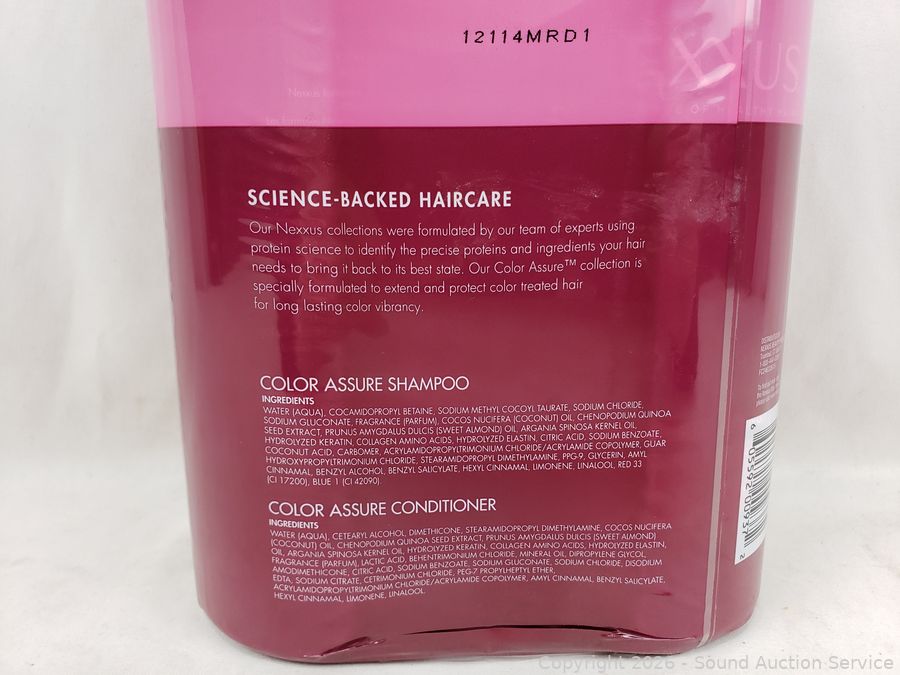 12114MRD1
XXUS
Nexxus
SCIENCE-BACKED HAIRCARE
Our Nexxus collections were formulated by our team of experts using
protein science to identify the precise proteins and ingredients your hair
needs to bring it back to its best state. Our Color Assure™ collection is
specially formulated to extend and protect color treated hair
for long lasting color vibrancy.
COLOR ASSURE SHAMPOO
INGREDIENTS
WATER (AQUA), COCAMIDOPROPYL BETAINE, SODIUM METHYL COCOYL TAURATE, SODIUM CHLORIDE,
SODIUM GLUCONATE, FRAGRANCE (PARFUM), COCOS NUCIFERA (COCONUT) OIL, CHENOPODIUM QUINOA
SEED EXTRACT, PRUNUS AMYGDALUS DULCIS (SWEET ALMOND) OIL, ARGANIA SPINOSA KERNEL OIL,
HYDROLYZED KERATIN, COLLAGEN AMINO ACIDS, HYDROLYZED ELASTIN, CITRIC ACID, SODIUM BENZOATE,
COCONUT ACID, CARBOMER, ACRYLAMIDOPROPYLTRIMONIUM CHLORIDE/ACRYLAMIDE COPOLYMER, GUAR
HYDROXYPROPYLTRIMONIUM CHLORIDE, STEARAMIDOPROPYL DIMETHYLAMINE, PPG-9, GLYCERIN, AMYL
CINNAMAL, BENZYL ALCOHOL, BENZYL SALICYLATE, HEXYL CINNAMAL, LIMONENE, LINALOOL, RED 33
(CI 17200), BLUE 1 (CI 42090).
COLOR ASSURE CONDITIONER
INGREDIENTS
WATER (AQUA), CETEARYL ALCOHOL, DIMETHICONE, STEARAMIDOPROPYL DIMETHYLAMINE, COCOS NUCIFERA
(COCONUT) OIL, CHENOPODIUM QUINOA SEED EXTRACT, PRUNUS AMYGDALUS DULCIS (SWEET ALMOND)
OIL, ARGANIA SPINOSA KERNEL OIL, HYDROLYZED KERATIN, COLLAGEN AMINO ACIDS, HYDROLYZED ELASTIN,
FRAGRANCE (PARFUM), LACTIC ACID, BEHENTRIMONIUM CHLORIDE, MINERAL OIL, DIPROPYLENE GLYCOL,
AMODIMETHICONE, CITRIC ACID, SODIUM BENZOATE, SODIUM GLUCONATE, SODIUM CHLORIDE, DISODIUM
EDTA, SODIUM CITRATE, CETRIMONIUM CHLORIDE, PEG-7 PROPYLHEPTYL ETHER,
ACRYLAMIDOPROPYLTRIMONIUM CHLORIDE/ACRYLAMIDE COPOLYMER, AMYL CINNAMAL, BENZYL SALICYLATE,
HEXYL CINNAMAL, LIMONENE, LINALOOL.
Copyright 2026 - Sound Auction Service